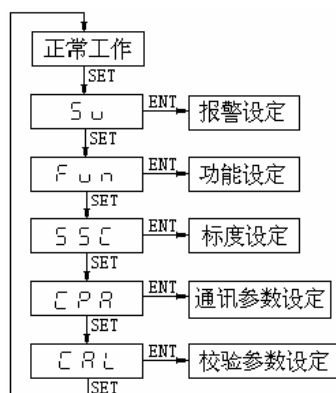 正常工作
SET
Su ENT 报警设定
SET
Fun ENT 功能设定
SET
SSC ENT 标度设定
SET
CPA ENT 通讯参数设定
SET
CAL ENT 校验参数设定
SET